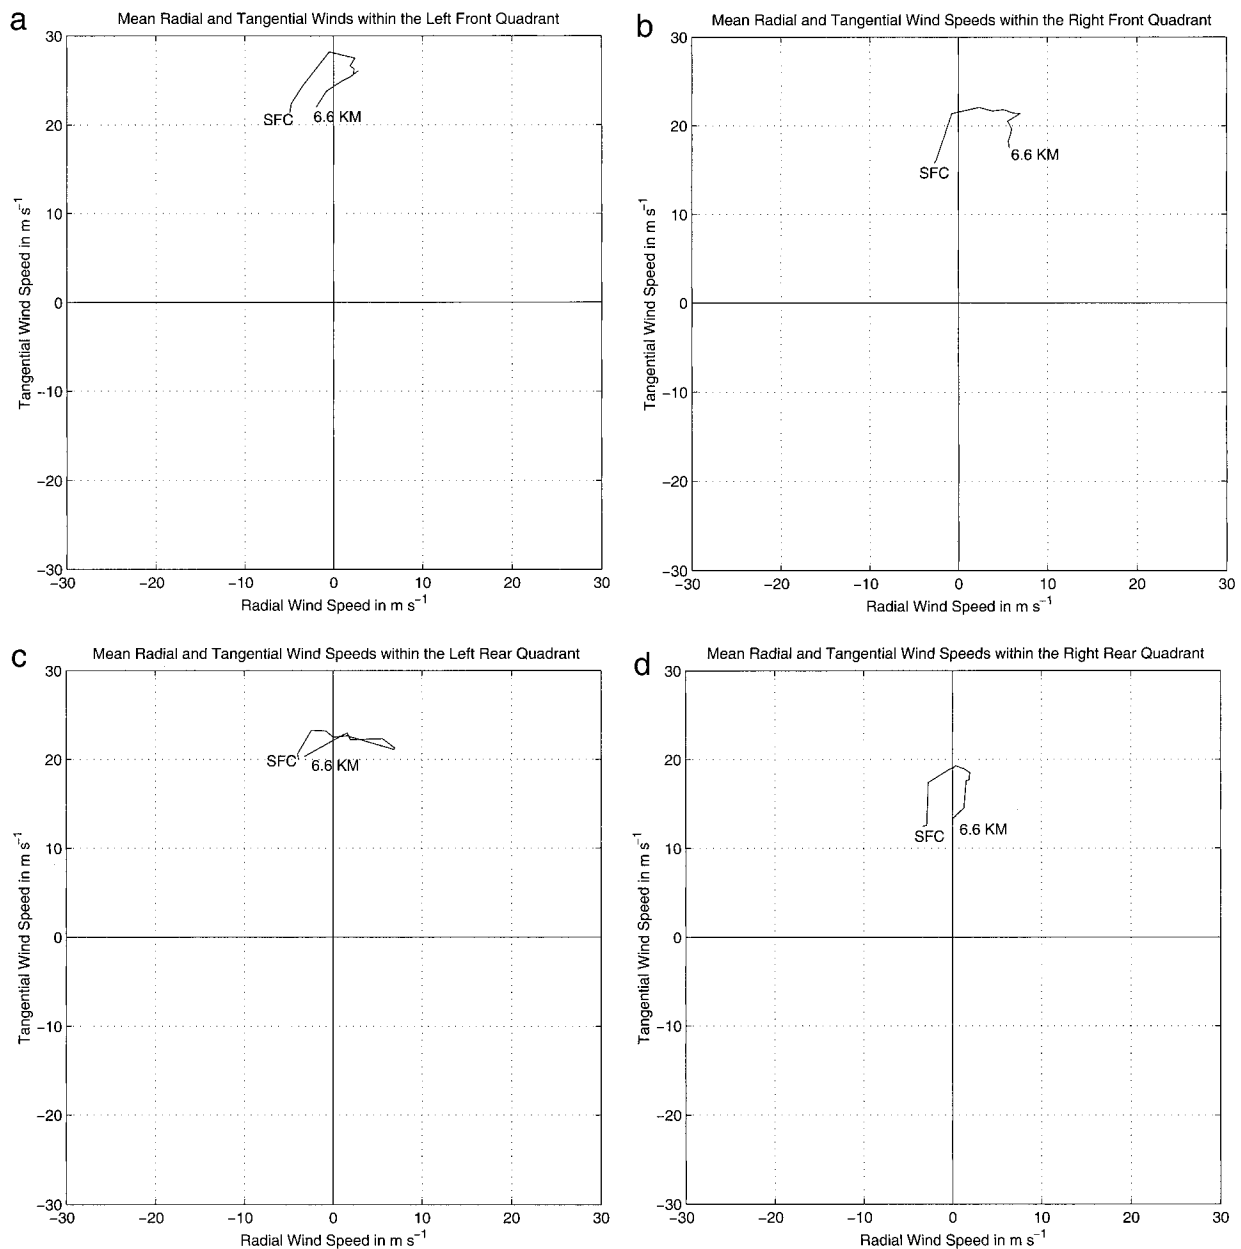 a
Mean Radial and Tangential Winds within the Left Front Quadrant
30
20
10
0
−10
−20
−30
Tangential Wind Speed in m s⁻¹
SFC
6.6 KM
−30 −20 −10 0 10 20 30
Radial Wind Speed in m s⁻¹
b
Mean Radial and Tangential Wind Speeds within the Right Front Quadrant
30
20
10
0
−10
−20
−30
Tangential Wind Speed in m s⁻¹
6.6 KM
SFC
−30 −20 −10 0 10 20 30
Radial Wind Speed in m s⁻¹
c
Mean Radial and Tangential Wind Speeds within the Left Rear Quadrant
30
20
10
0
−10
−20
−30
Tangential Wind Speed in m s⁻¹
SFC
6.6 KM
−30 −20 −10 0 10 20 30
Radial Wind Speed in m s⁻¹
d
Mean Radial and Tangential Wind Speeds within the Right Rear Quadrant
30
20
10
0
−10
−20
−30
Tangential Wind Speed in m s⁻¹
6.6 KM
SFC
−30 −20 −10 0 10 20 30
Radial Wind Speed in m s⁻¹